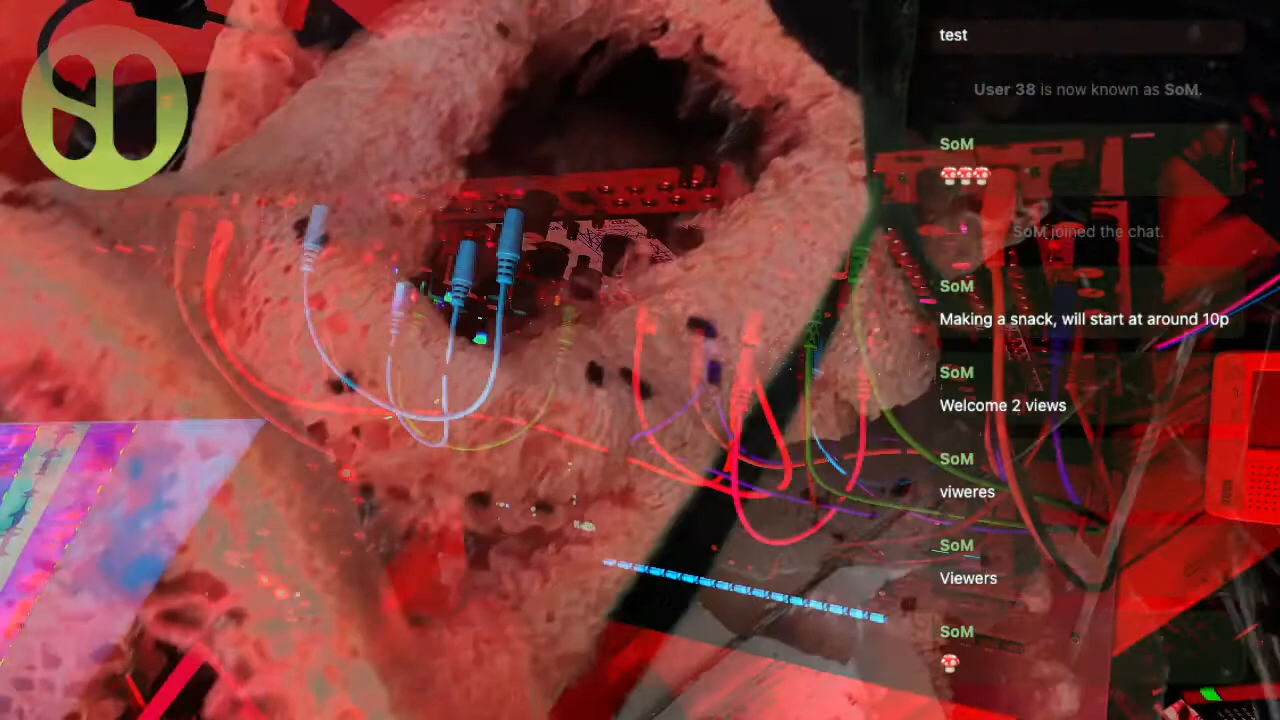 SO
test
User 38 is now known as SoM.
SoM
🍄🍄🍄
SoM joined the chat.
SoM
Making a snack, will start at around 10p
SoM
Welcome 2 views
SoM
viweres
SoM
Viewers
SoM
🍄